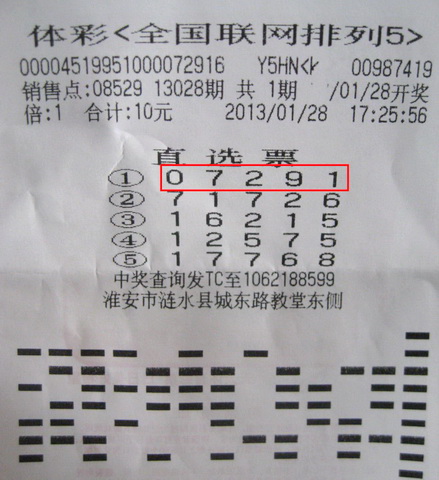 体彩<全国联网排列5>
00004519951000072916 Y5HN 00987419
销售点:08529 13028期 共1期 /01/28开奖
倍:1 合计:10元 2013/01/28 17:25:56
直选票
① 0 7 2 9 1
② 7 1 7 2 6
③ 1 6 2 1 5
④ 1 2 5 7 5
⑤ 1 7 7 6 8
中奖查询发TC至1062188599
淮安市涟水县城东路教堂东侧